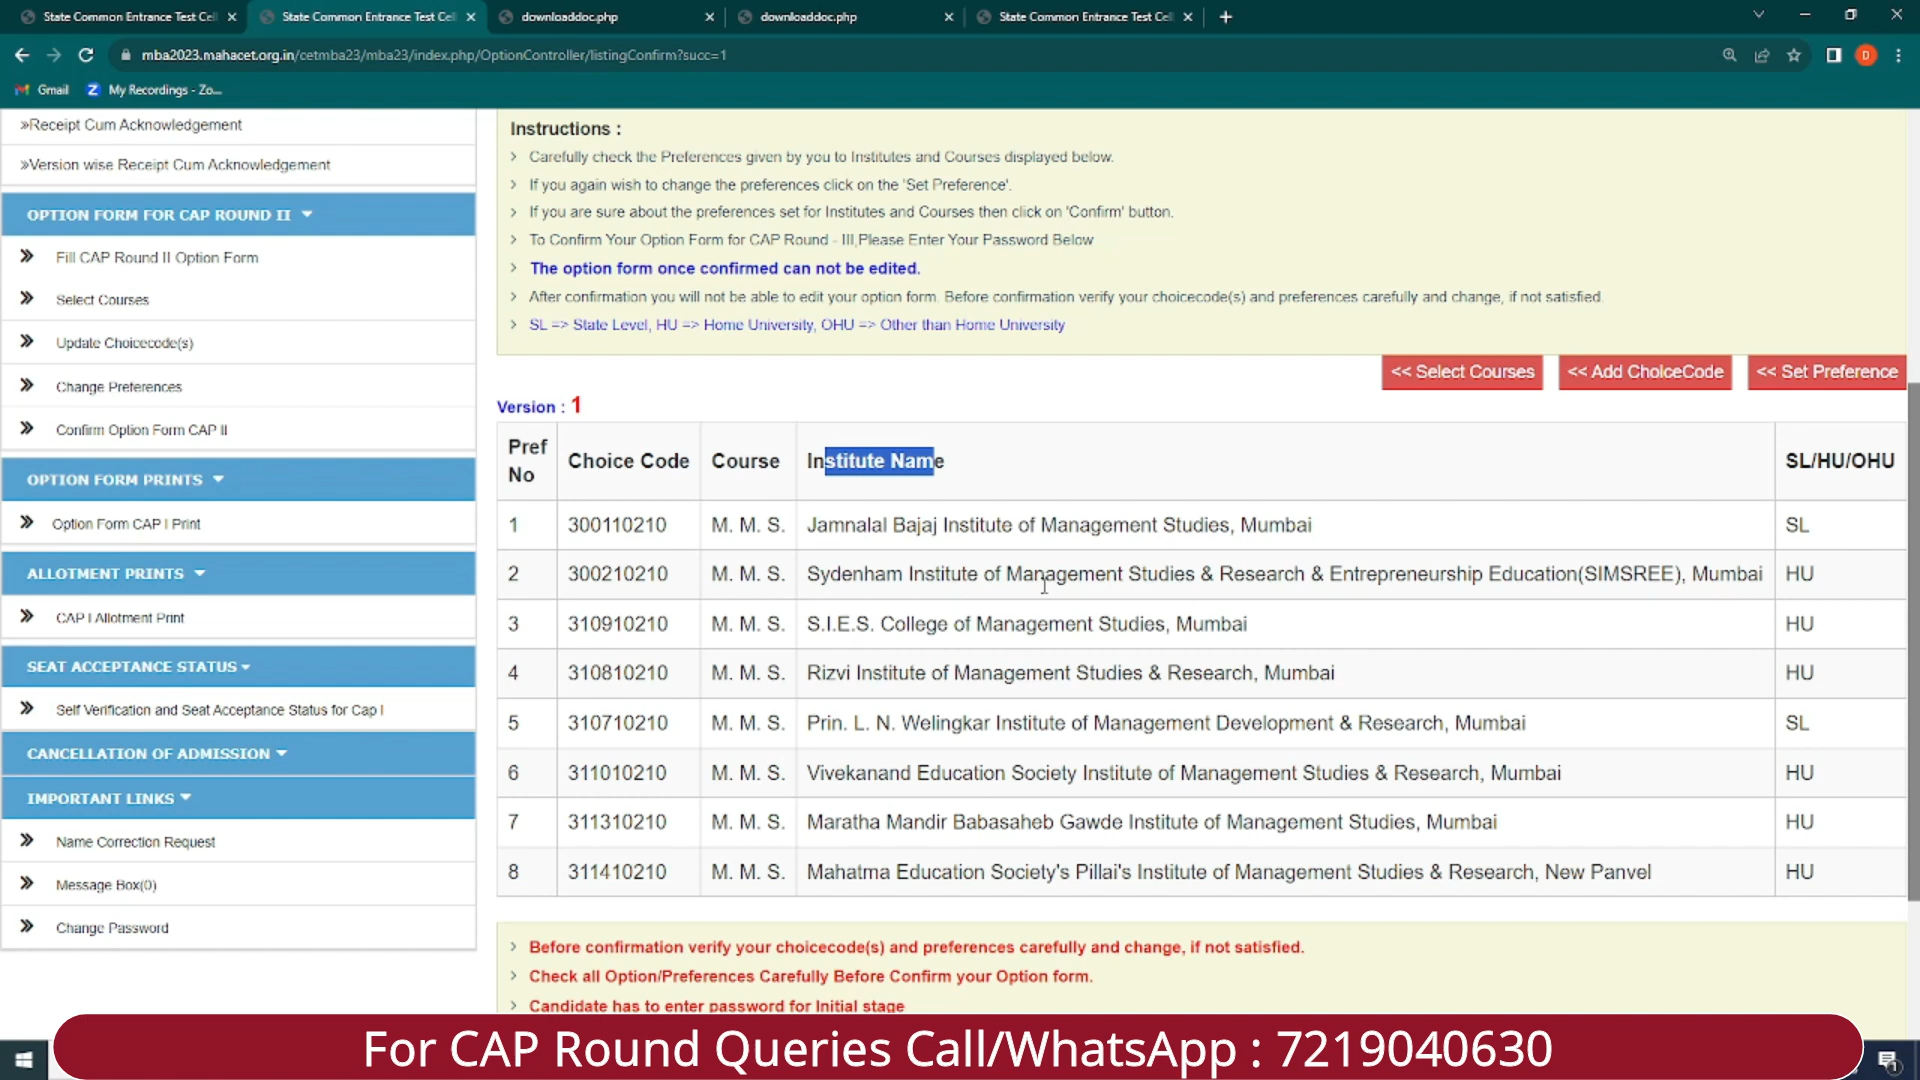 State Common Entrance Test Cel
State Common Entrance Test Cel
downloaddoc.php
downloaddoc.php
State Common Entrance Test Cel
mba2023.mahacet.org.in/cetmba23/mba23/index.php/OptionController/listingConfirm?succ=1
D
Gmail
My Recordings - Zo...
»Receipt Cum Acknowledgement
»Version wise Receipt Cum Acknowledgement
OPTION FORM FOR CAP ROUND II
Fill CAP Round II Option Form
Select Courses
Update Choicecode(s)
Change Preferences
Confirm Option Form CAP II
OPTION FORM PRINTS
Option Form CAP I Print
ALLOTMENT PRINTS
CAP I Allotment Print
SEAT ACCEPTANCE STATUS
Self Verification and Seat Acceptance Status for Cap I
CANCELLATION OF ADMISSION
IMPORTANT LINKS
Name Correction Request
Message Box(0)
Change Password
Instructions :
Carefully check the Preferences given by you to Institutes and Courses displayed below.
If you again wish to change the preferences click on the 'Set Preference'.
If you are sure about the preferences set for Institutes and Courses then click on 'Confirm' button.
To Confirm Your Option Form for CAP Round - III,Please Enter Your Password Below
The option form once confirmed can not be edited.
After confirmation you will not be able to edit your option form. Before confirmation verify your choicecode(s) and preferences carefully and change, if not satisfied.
SL => State Level, HU => Home University, OHU => Other than Home University
<< Select Courses
<< Add ChoiceCode
<< Set Preference
Version : 1
Pref No Choice Code Course Institute Name SL/HU/OHU
1 300110210 M. M. S. Jamnalal Bajaj Institute of Management Studies, Mumbai SL
2 300210210 M. M. S. Sydenham Institute of Management Studies & Research & Entrepreneurship Education(SIMSREE), Mumbai HU
3 310910210 M. M. S. S.I.E.S. College of Management Studies, Mumbai HU
4 310810210 M. M. S. Rizvi Institute of Management Studies & Research, Mumbai HU
5 310710210 M. M. S. Prin. L. N. Welingkar Institute of Management Development & Research, Mumbai SL
6 311010210 M. M. S. Vivekanand Education Society Institute of Management Studies & Research, Mumbai HU
7 311310210 M. M. S. Maratha Mandir Babasaheb Gawde Institute of Management Studies, Mumbai HU
8 311410210 M. M. S. Mahatma Education Society's Pillai's Institute of Management Studies & Research, New Panvel HU
Before confirmation verify your choicecode(s) and preferences carefully and change, if not satisfied.
Check all Option/Preferences Carefully Before Confirm your Option form.
Candidate has to enter password for Initial stage
For CAP Round Queries Call/WhatsApp : 7219040630